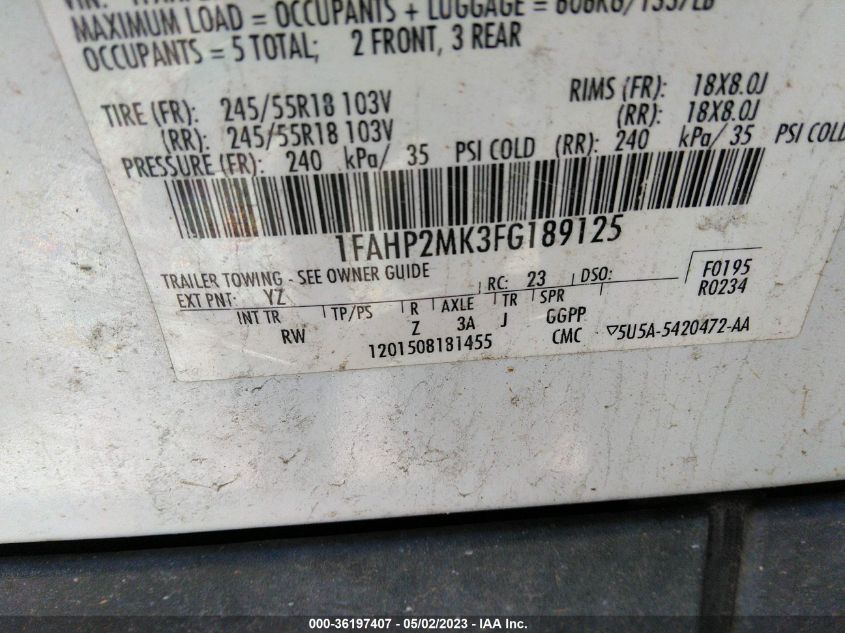 MAXIMUM LOAD = OCCUPANTS + LUGGAGE =
OCCUPANTS = 5 TOTAL; 2 FRONT, 3 REAR
TIRE (FR): 245/55R18 103V RIMS (FR): 18X8.0J
(RR): 245/55R18 103V (RR): 18X8.0J
PRESSURE (FR): 240 kPa/ 35 PSI COLD (RR): 240 kPa/ 35 PSI COLD
1FAHP2MK3FG189125
TRAILER TOWING - SEE OWNER GUIDE
EXT PNT: YZ RC: 23 DSO: F0195
R0234
INT TR TP/PS R AXLE TR SPR
RW Z 3A J GGPP
1201508181455 CMC ▽5U5A-5420472-AA
000-36197407 - 05/02/2023 - IAA Inc.